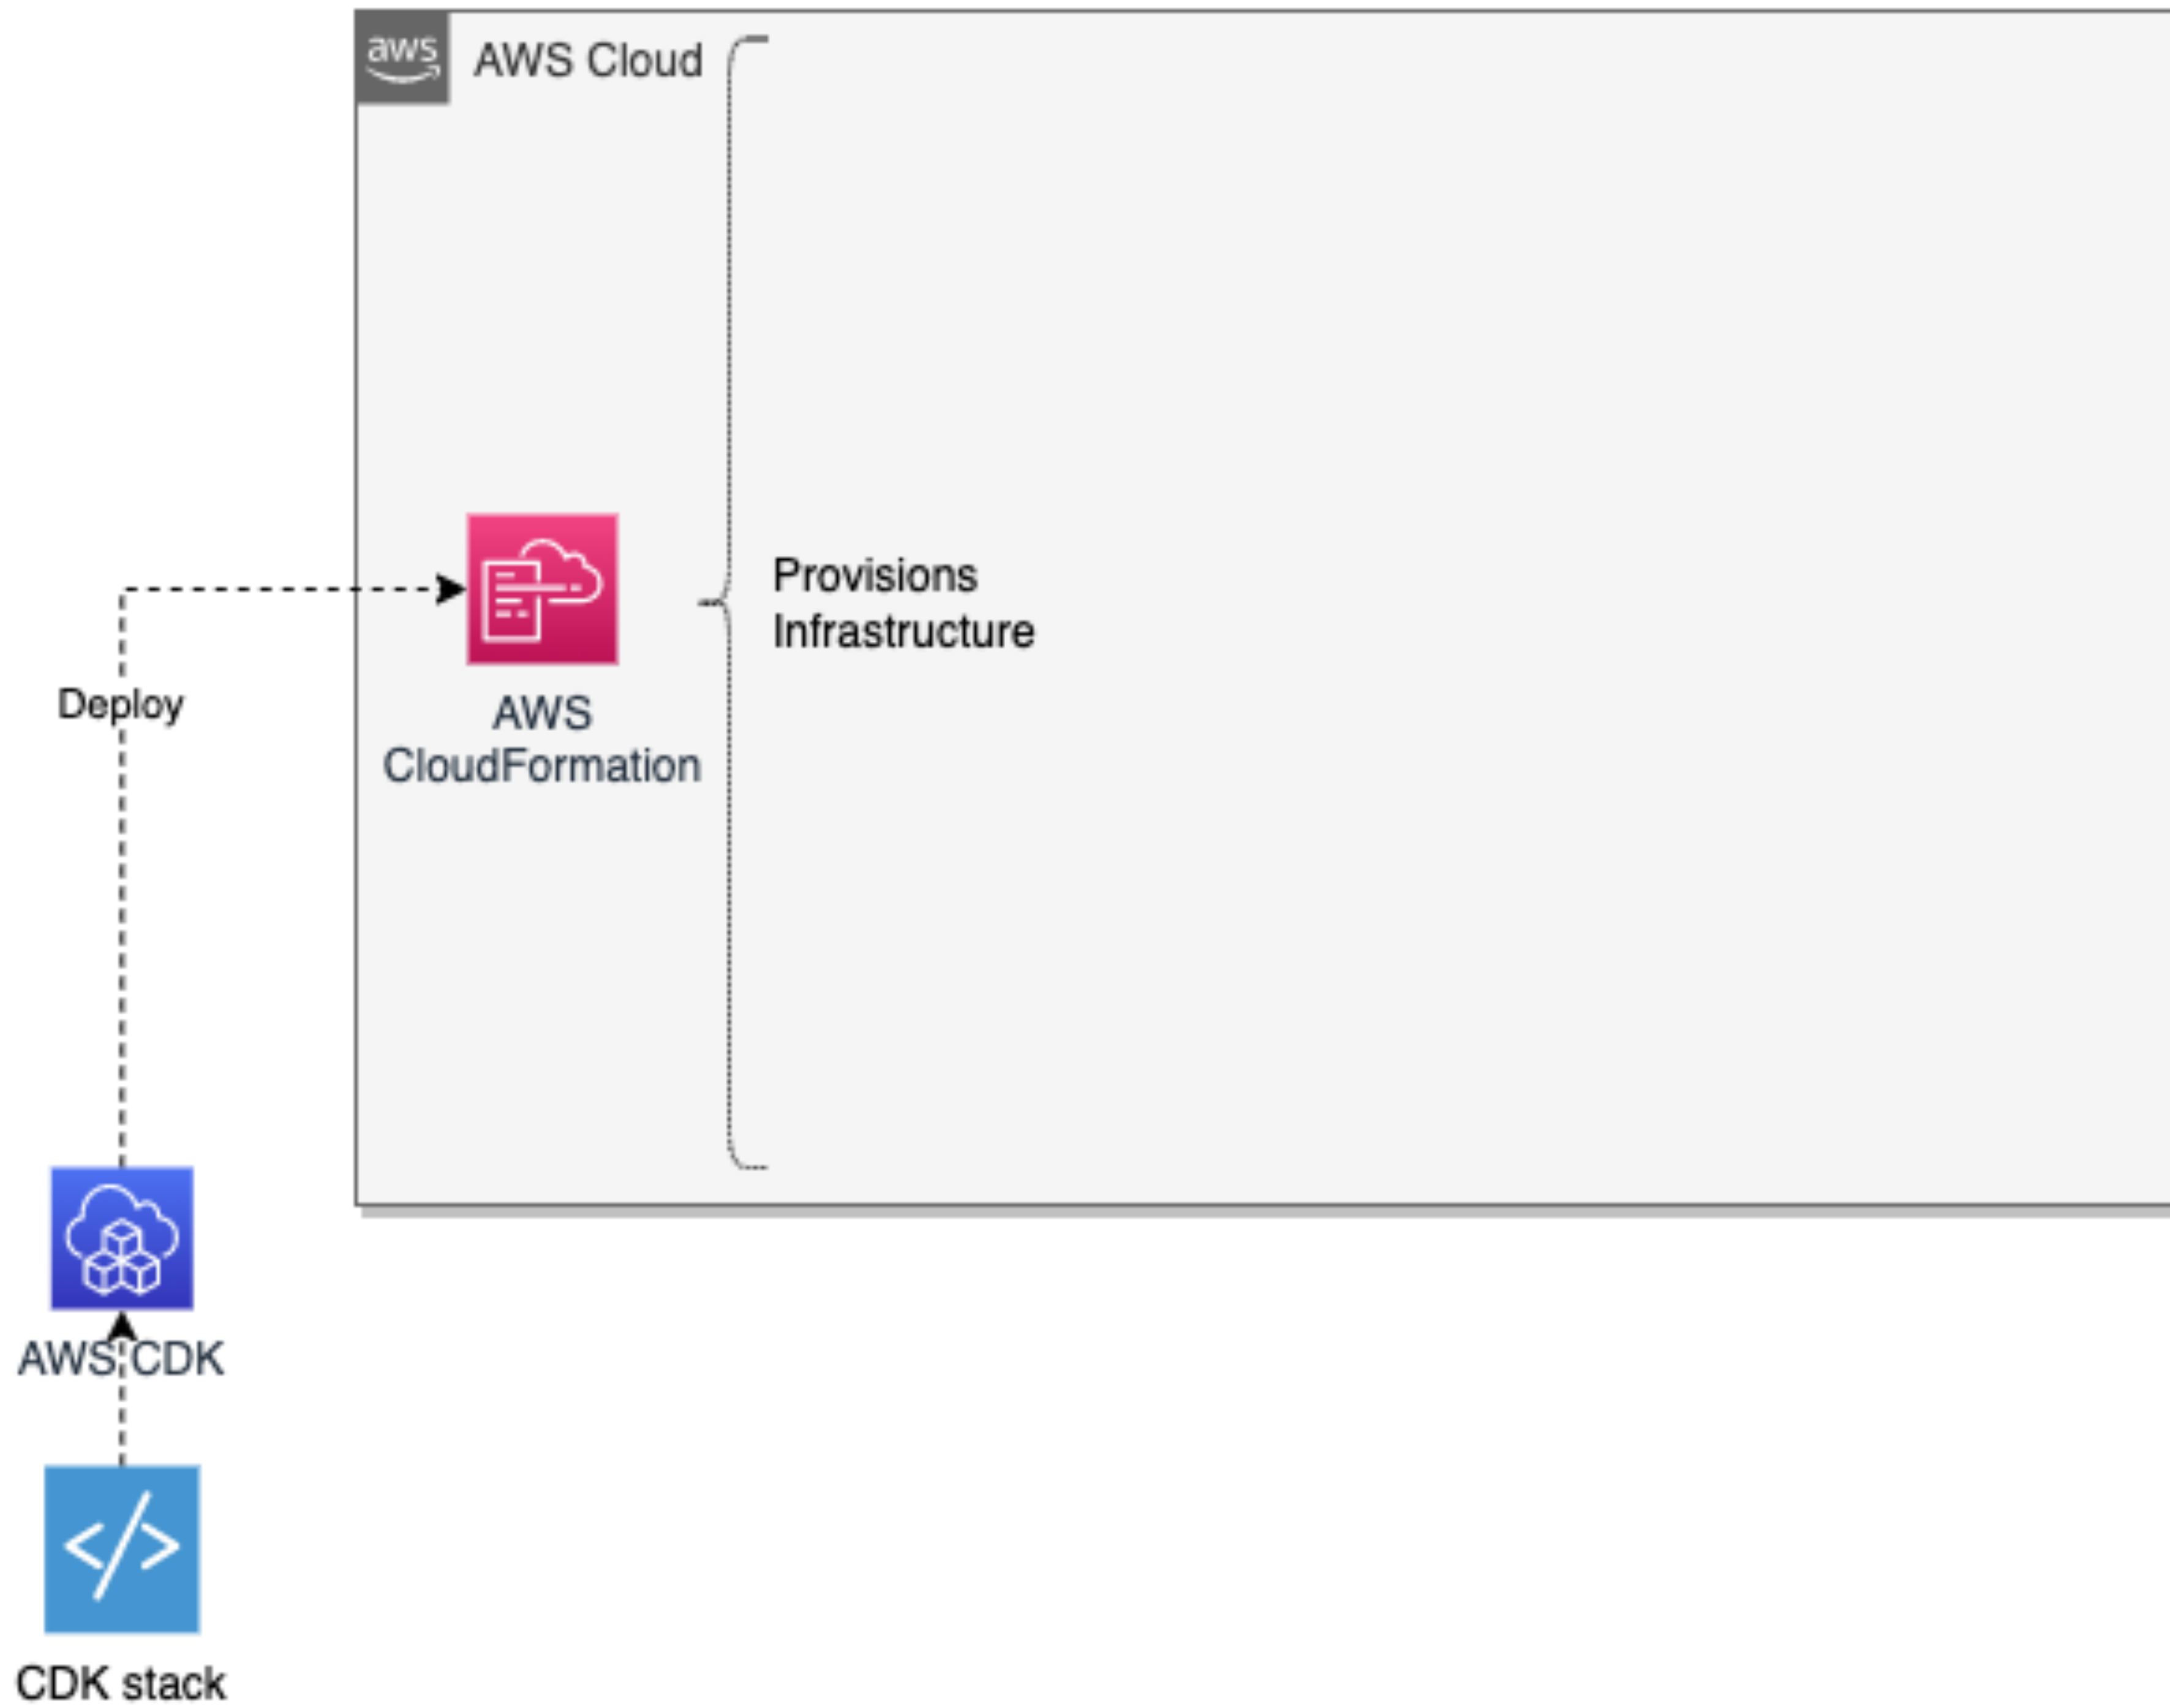 aws
AWS Cloud
Provisions
Infrastructure
AWS
CloudFormation
Deploy
AWS CDK
CDK stack